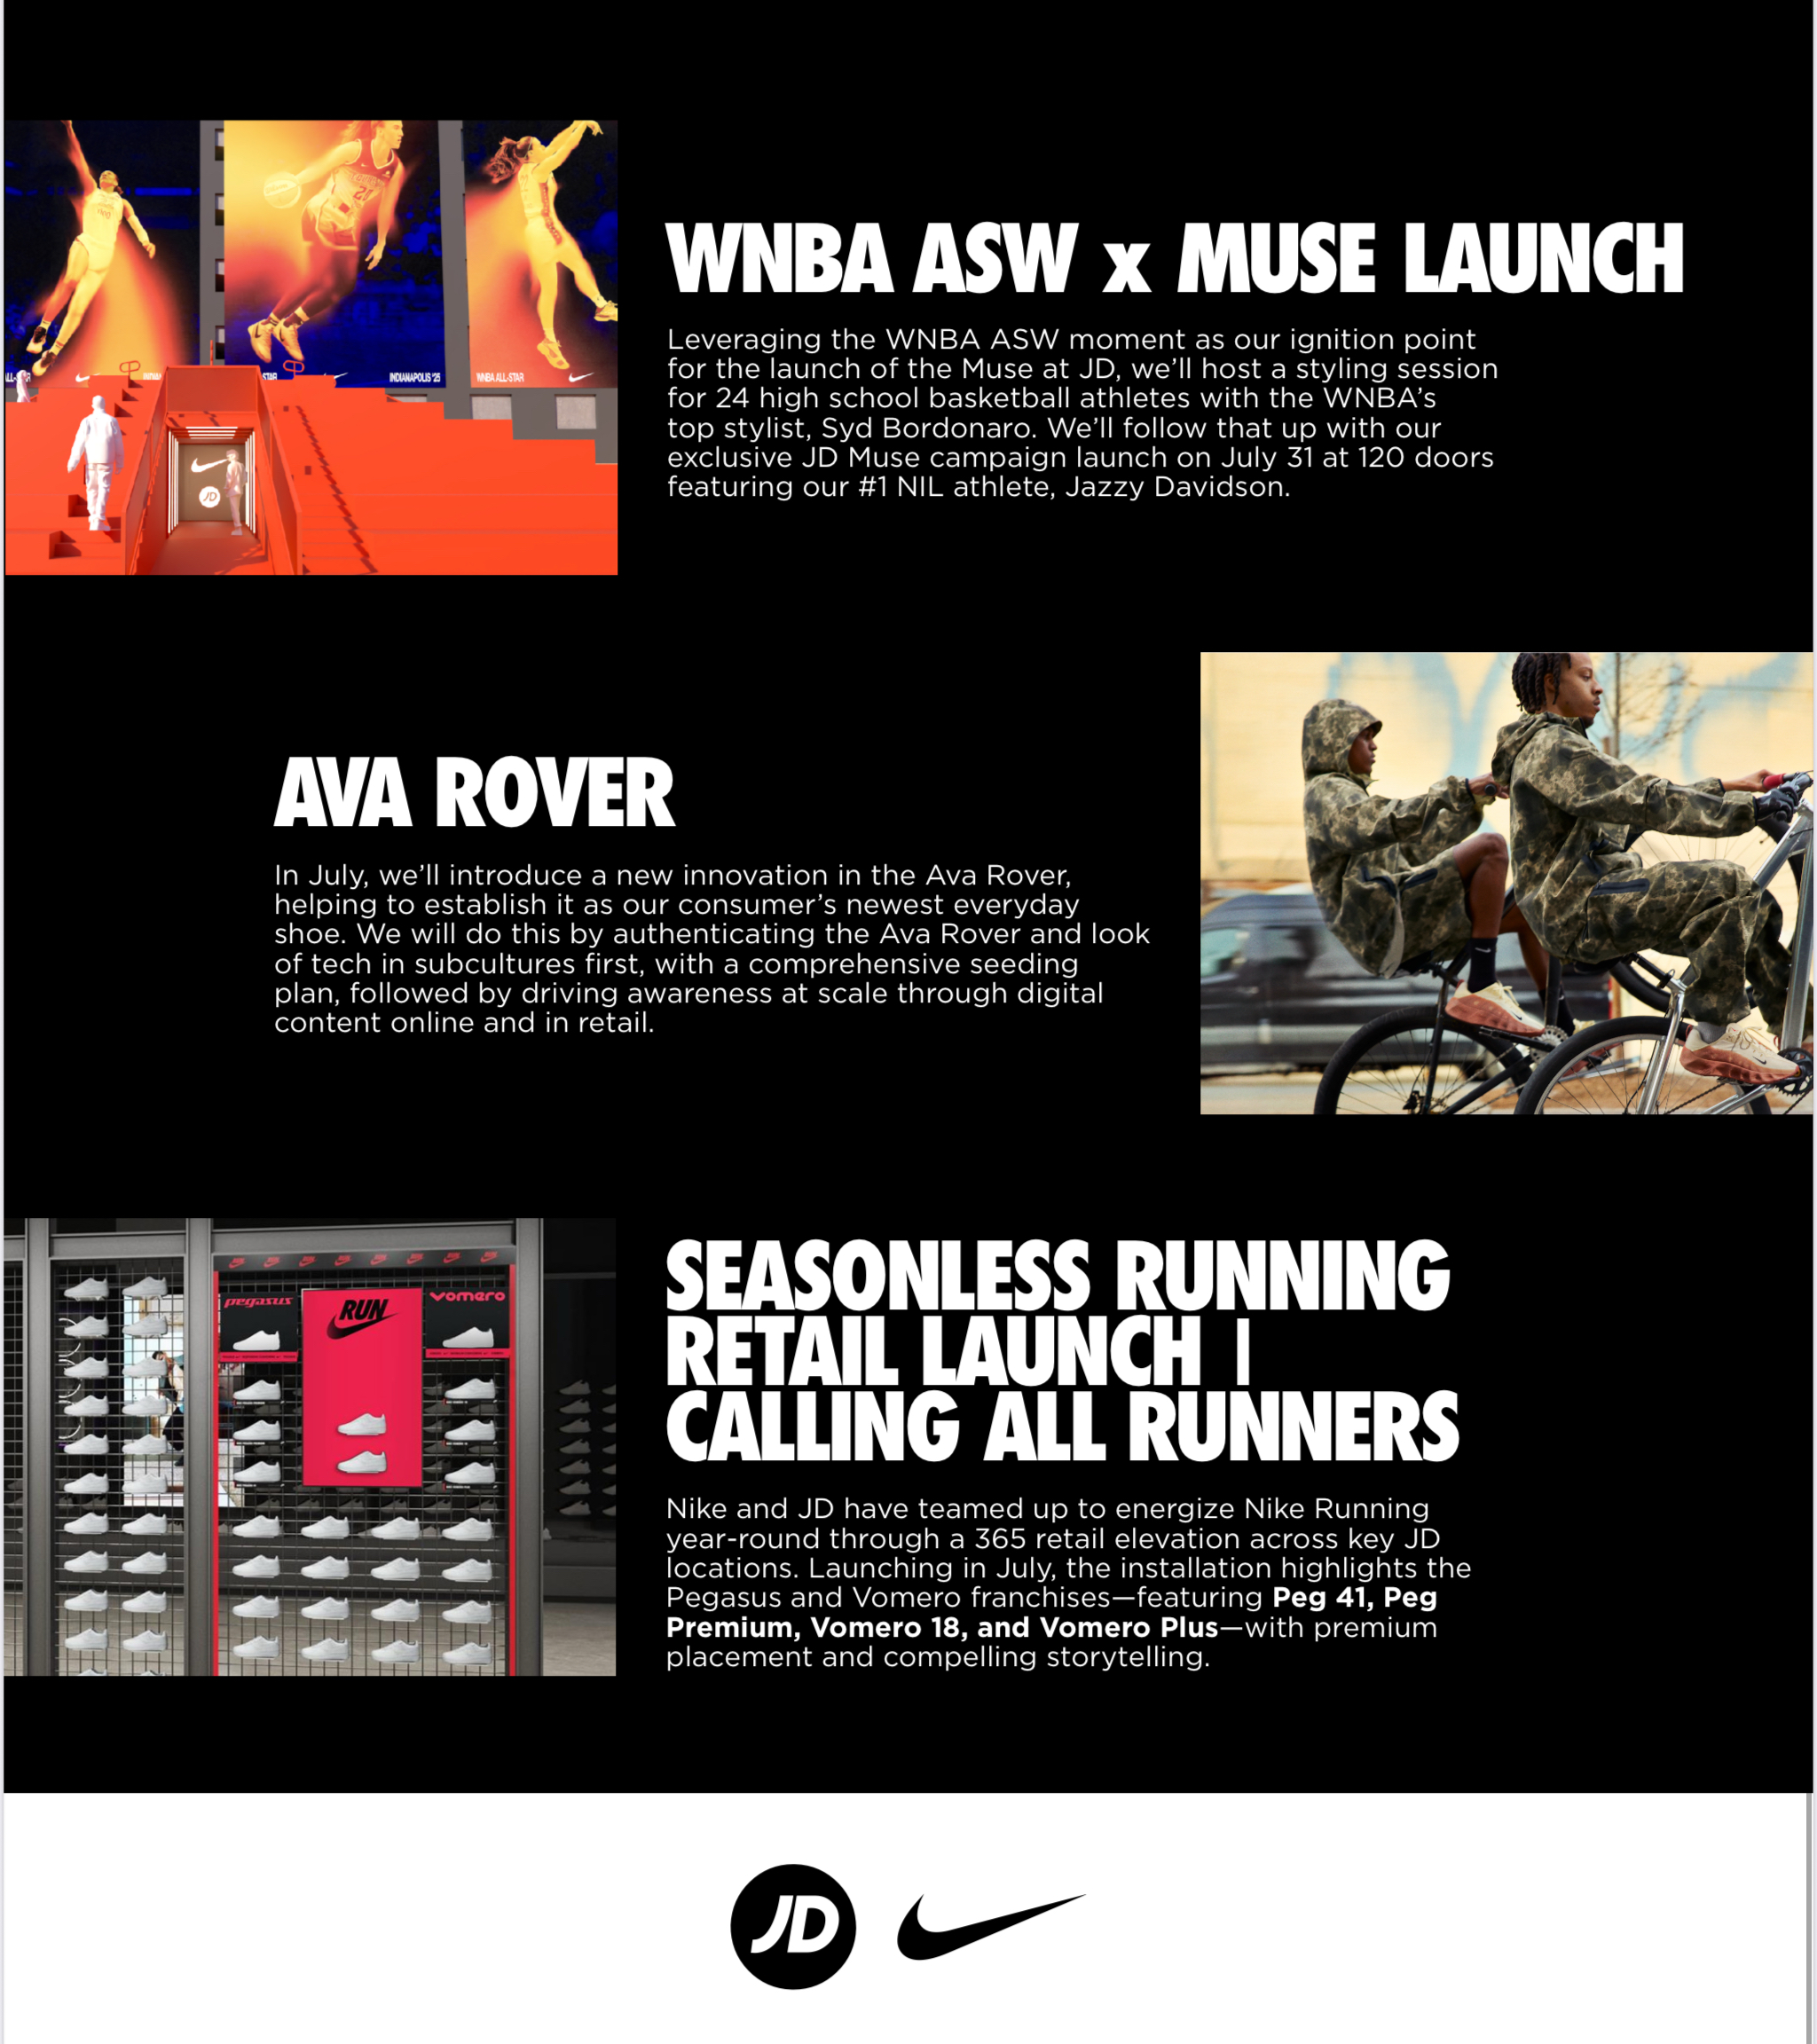 WNBA ASW x MUSE LAUNCH
Leveraging the WNBA ASW moment as our ignition point
for the launch of the Muse at JD, we’ll host a styling session
for 24 high school basketball athletes with the WNBA’s
top stylist, Syd Bordonaro. We’ll follow that up with our
exclusive JD Muse campaign launch on July 31 at 120 doors
featuring our #1 NIL athlete, Jazzy Davidson.
INDIANAPOLIS '25
WNBA ALL-STAR
JD
AVA ROVER
In July, we’ll introduce a new innovation in the Ava Rover,
helping to establish it as our consumer’s newest everyday
shoe. We will do this by authenticating the Ava Rover and look
of tech in subcultures first, with a comprehensive seeding
plan, followed by driving awareness at scale through digital
content online and in retail.
pegasus
RUN
vomero
SEASONLESS RUNNING
RETAIL LAUNCH |
CALLING ALL RUNNERS
Nike and JD have teamed up to energize Nike Running
year-round through a 365 retail elevation across key JD
locations. Launching in July, the installation highlights the
Pegasus and Vomero franchises—featuring Peg 41, Peg
Premium, Vomero 18, and Vomero Plus—with premium
placement and compelling storytelling.
JD